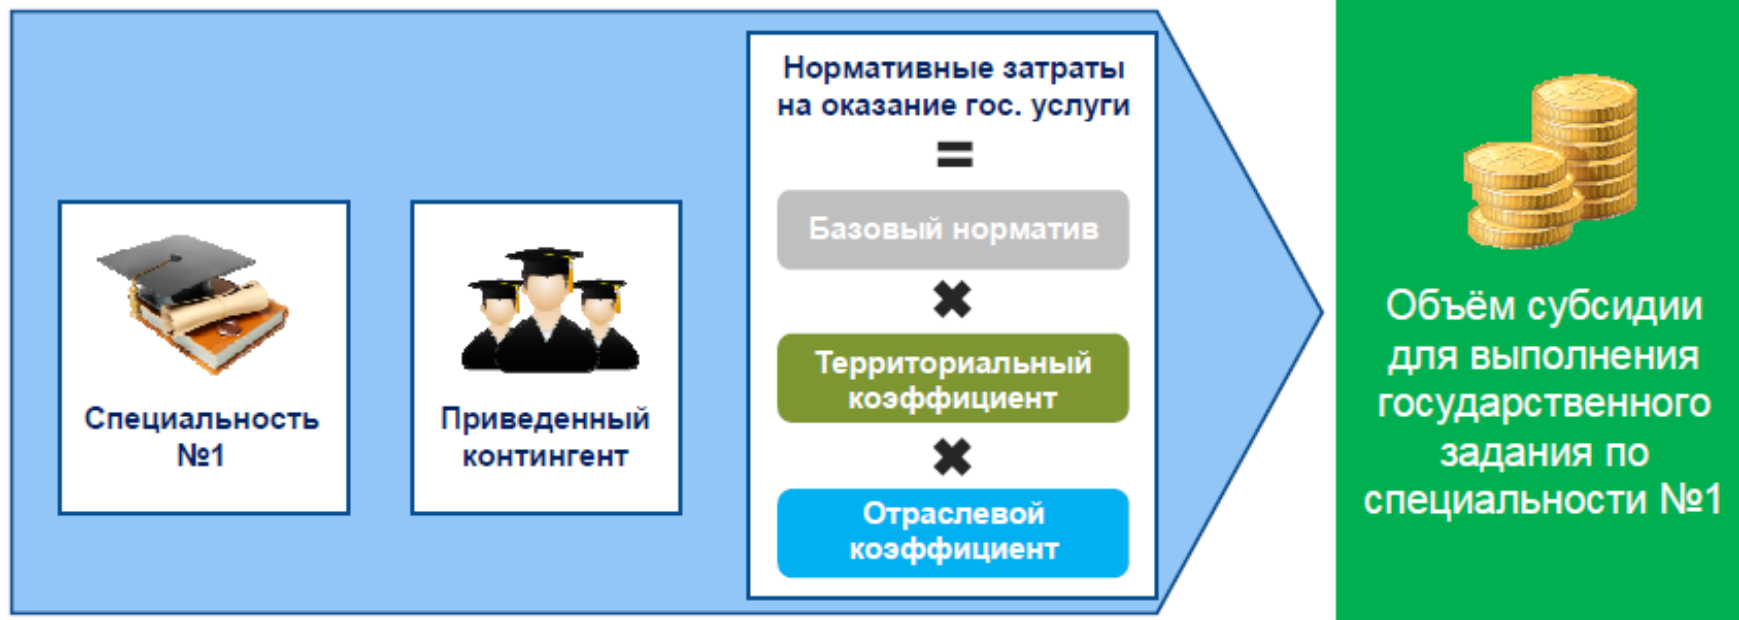 Специальность
№1
Приведенный
контингент
Нормативные затраты
на оказание гос. услуги
=
Базовый норматив
✖
Территориальный
коэффициент
✖
Отраслевой
коэффициент
Объём субсидии
для выполнения
государственного
задания по
специальности №1